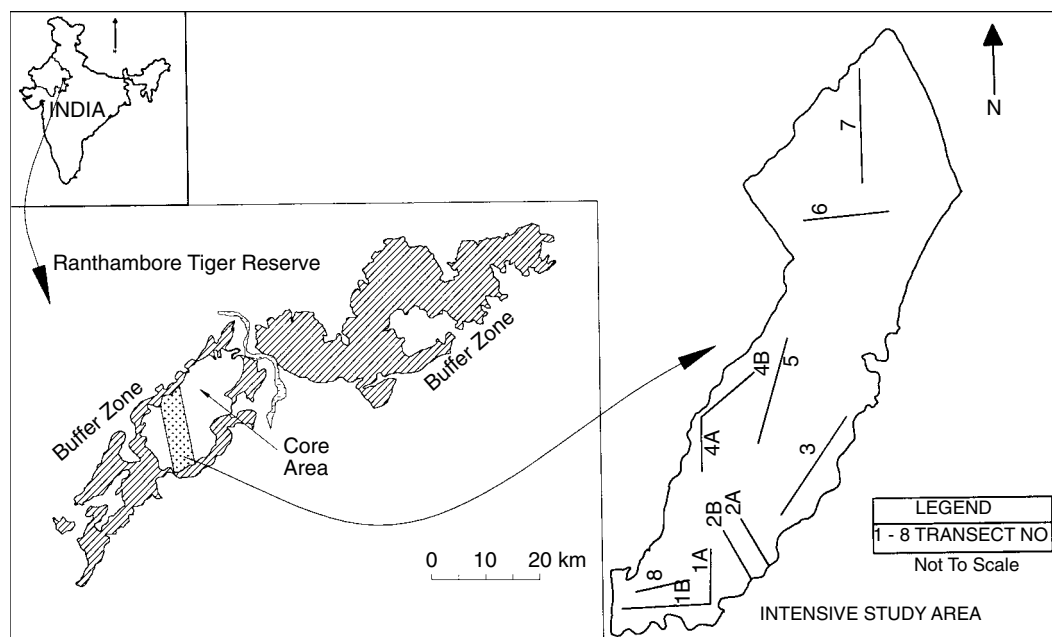 INDIA
Ranthambore Tiger Reserve
Buffer Zone
Buffer Zone
Core
Area
0 10 20 km
N
7
6
5
4B
4A
3
2B
2A
1A
1B
8
LEGEND
1 - 8 TRANSECT NO
Not To Scale
INTENSIVE STUDY AREA